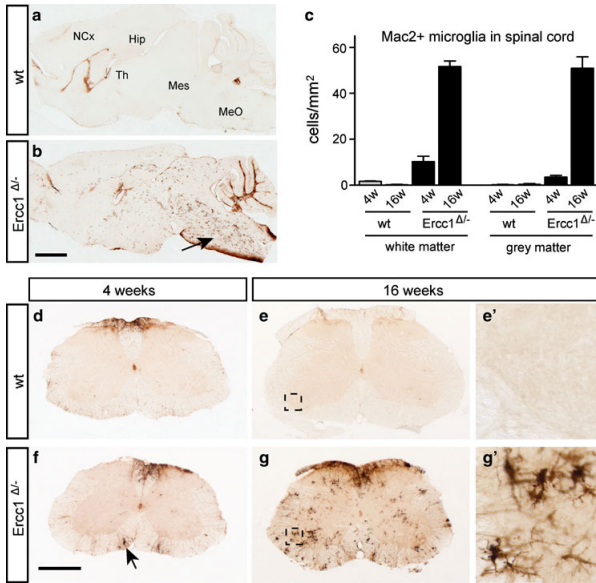 a
wt
NCx
Hip
Th
Mes
MeO
b
Ercc1 Δ/-
c
Mac2+ microglia in spinal cord
cells/mm²
60
40
20
0
4w 16w 4w 16w 4w 16w 4w 16w
wt Ercc1 Δ/- wt Ercc1 Δ/-
white matter grey matter
4 weeks 16 weeks
wt
d e e'
Ercc1 Δ/-
f g g'